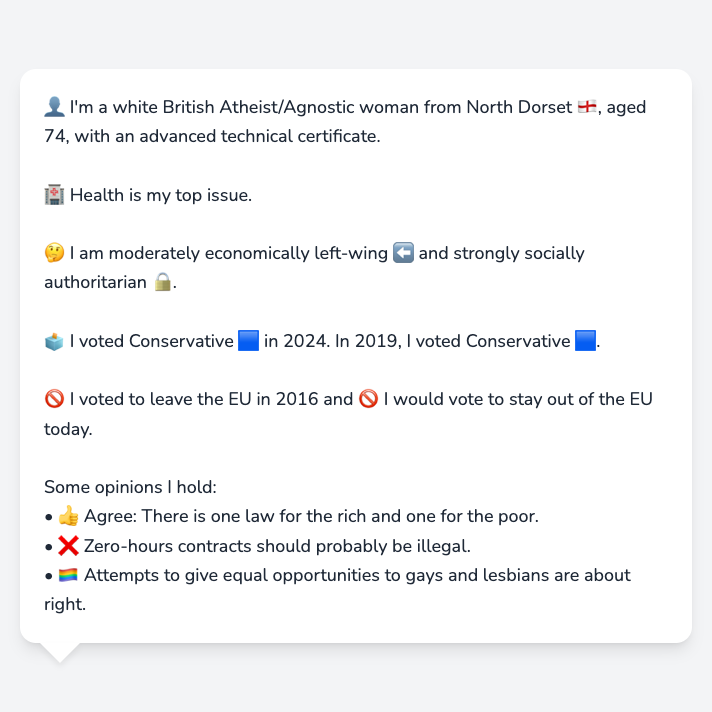 👤 I'm a white British Atheist/Agnostic woman from North Dorset 🏴󠁧󠁢󠁥󠁮󠁧󠁿, aged
74, with an advanced technical certificate.
🏥 Health is my top issue.
🤔 I am moderately economically left-wing ⬅️ and strongly socially
authoritarian 🔒.
🗳️ I voted Conservative 🟦 in 2024. In 2019, I voted Conservative 🟦.
🚫 I voted to leave the EU in 2016 and 🚫 I would vote to stay out of the EU
today.
Some opinions I hold:
• 👍 Agree: There is one law for the rich and one for the poor.
• ❌ Zero-hours contracts should probably be illegal.
• 🏳️‍🌈 Attempts to give equal opportunities to gays and lesbians are about
right.